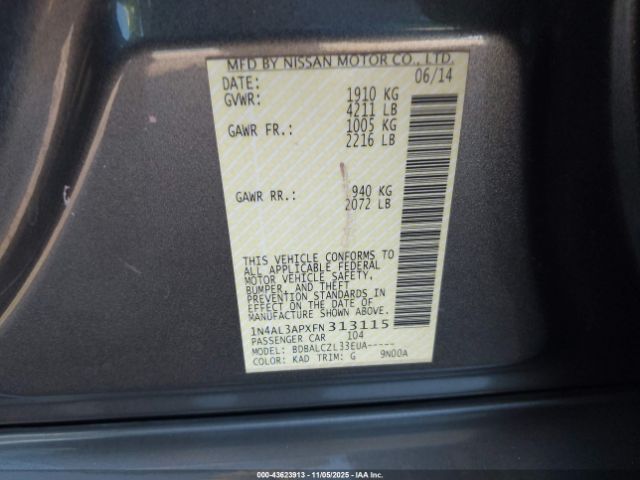 MFD BY NISSAN MOTOR CO., LTD.
DATE: 06/14
GVWR: 1910 KG
4211 LB
GAWR FR.: 1005 KG
2216 LB
GAWR RR.: 940 KG
2072 LB
THIS VEHICLE CONFORMS TO
ALL APPLICABLE FEDERAL
MOTOR VEHICLE SAFETY,
BUMPER, AND THEFT
PREVENTION STANDARDS IN
EFFECT ON THE DATE OF
MANUFACTURE SHOWN ABOVE.
1N4AL3APXFN 313115
PASSENGER CAR 104
MODEL: BDBALCZL33EUA-----
COLOR: KAD TRIM: G 9N00A
000-43623913 | 11/05/2025 | IAA Inc.